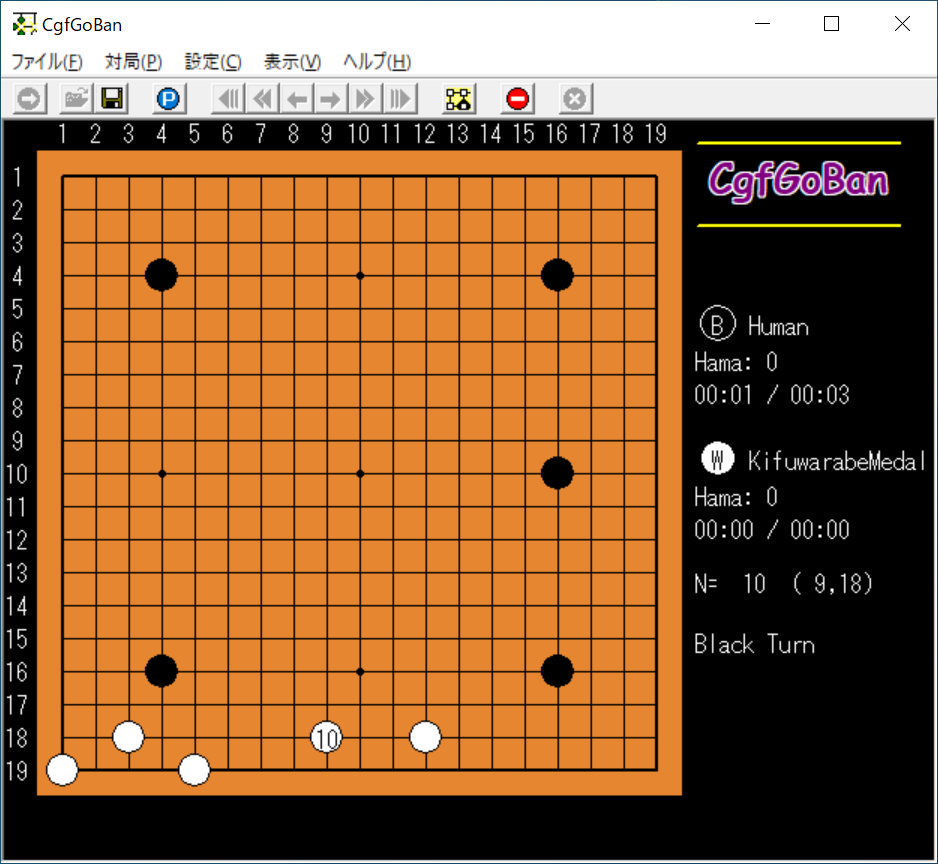 CgfGoBan
ファイル(F) 対局(P) 設定(C) 表示(V) ヘルプ(H)
P
1 2 3 4 5 6 7 8 9 10 11 12 13 14 15 16 17 18 19
CgfGoBan
1
2
3
4
5
B Human
6
Hama: 0
7
00:01 / 00:03
8
9
W KifuwarabeMedal
10
Hama: 0
11
00:00 / 00:00
12
13
N= 10 ( 9,18)
14
15
Black Turn
16
17
18
10
19